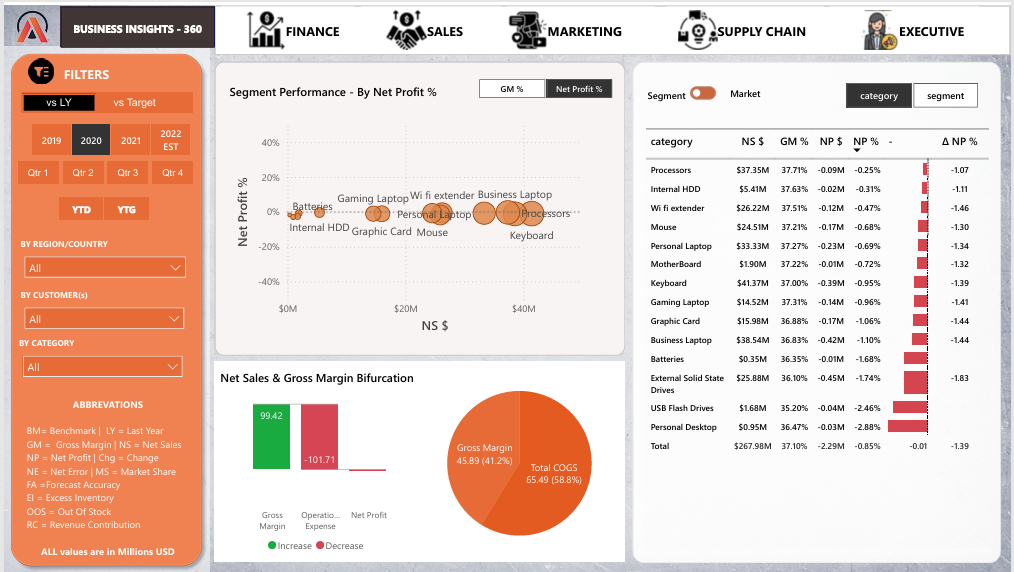 BUSINESS INSIGHTS - 360
FINANCE
SALES
MARKETING
SUPPLY CHAIN
EXECUTIVE
FILTERS
vs LY
vs Target
2019
2020
2021
2022
EST
Qtr 1
Qtr 2
Qtr 3
Qtr 4
YTD
YTG
BY REGION/COUNTRY
All
BY CUSTOMER(s)
All
BY CATEGORY
All
ABBREVATIONS
BM= Benchmark | LY = Last Year
GM = Gross Margin | NS = Net Sales
NP = Net Profit | Chg = Change
NE = Net Error | MS = Market Share
FA =Forecast Accuracy
EI = Excess Inventory
OOS = Out Of Stock
RC = Revenue Contribution
ALL values are in Millions USD
Segment Performance - By Net Profit %
GM %
Net Profit %
Net Profit %
40%
20%
0%
-20%
-40%
Batteries
Internal HDD
Gaming Laptop
Graphic Card
Wi fi extender
Personal Laptop
Mouse
Business Laptop
Processors
Keyboard
$0M
$20M
$40M
NS $
Net Sales & Gross Margin Bifurcation
99.42
-101.71
Gross
Margin
Operatio...
Expense
Net Profit
Increase
Decrease
Gross Margin
45.89 (41.2%)
Total COGS
65.49 (58.8%)
Segment
Market
category
segment
category NS $ GM % NP $ NP % - Δ NP %
Processors $37.35M 37.71% -0.09M -0.25% -1.07
Internal HDD $5.41M 37.63% -0.02M -0.31% -1.11
Wi fi extender $26.22M 37.51% -0.12M -0.47% -1.46
Mouse $24.51M 37.21% -0.17M -0.68% -1.30
Personal Laptop $33.33M 37.27% -0.23M -0.69% -1.34
MotherBoard $1.90M 37.22% -0.01M -0.72% -1.32
Keyboard $41.37M 37.00% -0.39M -0.95% -1.39
Gaming Laptop $14.52M 37.31% -0.14M -0.96% -1.41
Graphic Card $15.98M 36.88% -0.17M -1.06% -1.44
Business Laptop $38.54M 36.83% -0.42M -1.10% -1.44
Batteries $0.35M 36.35% -0.01M -1.68%
External Solid State
Drives $25.88M 36.10% -0.45M -1.74% -1.83
USB Flash Drives $1.68M 35.20% -0.04M -2.46%
Personal Desktop $0.95M 36.47% -0.03M -2.88%
Total $267.98M 37.10% -2.29M -0.85% -0.01 -1.39